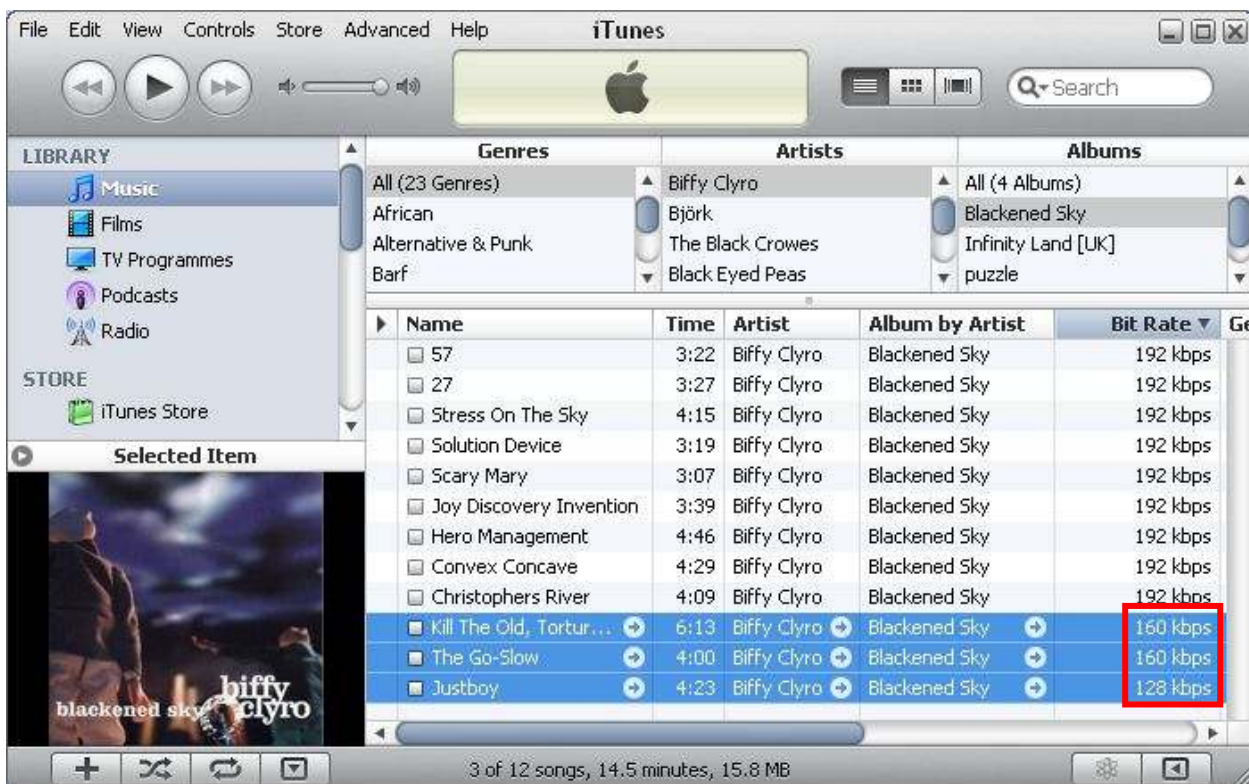 File Edit View Controls Store Advanced Help iTunes
Search
LIBRARY
Music
Films
TV Programmes
Podcasts
Radio
STORE
iTunes Store
Selected Item
blackened sky biffy clyro
Genres Artists Albums
All (23 Genres) Biffy Clyro All (4 Albums)
African Björk Blackened Sky
Alternative & Punk The Black Crowes Infinity Land [UK]
Barf Black Eyed Peas puzzle
Name Time Artist Album by Artist Bit Rate Ge
57 3:22 Biffy Clyro Blackened Sky 192 kbps
27 3:27 Biffy Clyro Blackened Sky 192 kbps
Stress On The Sky 4:15 Biffy Clyro Blackened Sky 192 kbps
Solution Device 3:19 Biffy Clyro Blackened Sky 192 kbps
Scary Mary 3:07 Biffy Clyro Blackened Sky 192 kbps
Joy Discovery Invention 3:39 Biffy Clyro Blackened Sky 192 kbps
Hero Management 4:46 Biffy Clyro Blackened Sky 192 kbps
Convex Concave 4:29 Biffy Clyro Blackened Sky 192 kbps
Christophers River 4:09 Biffy Clyro Blackened Sky 192 kbps
Kill The Old, Tortur... 6:13 Biffy Clyro Blackened Sky 160 kbps
The Go-Slow 4:00 Biffy Clyro Blackened Sky 160 kbps
Justboy 4:23 Biffy Clyro Blackened Sky 128 kbps
3 of 12 songs, 14.5 minutes, 15.8 MB